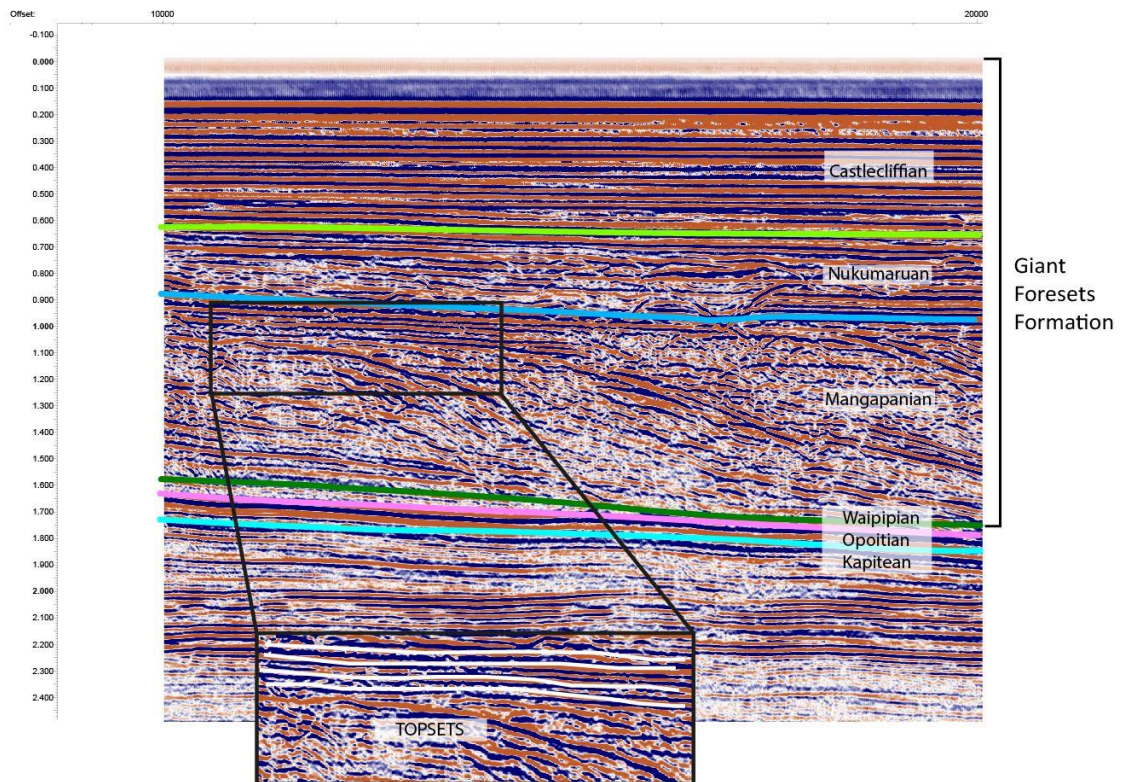 Offset:
10000
20000
-0.100
0.000
0.100
0.200
0.300
0.400
0.500
0.600
0.700
0.800
0.900
1.000
1.100
1.200
1.300
1.400
1.500
1.600
1.700
1.800
1.900
2.000
2.100
2.200
2.300
2.400
Castlecliffian
Nukumaruan
Mangapanian
Waipipian
Opoitian
Kapitean
Giant
Foresets
Formation
TOPSETS